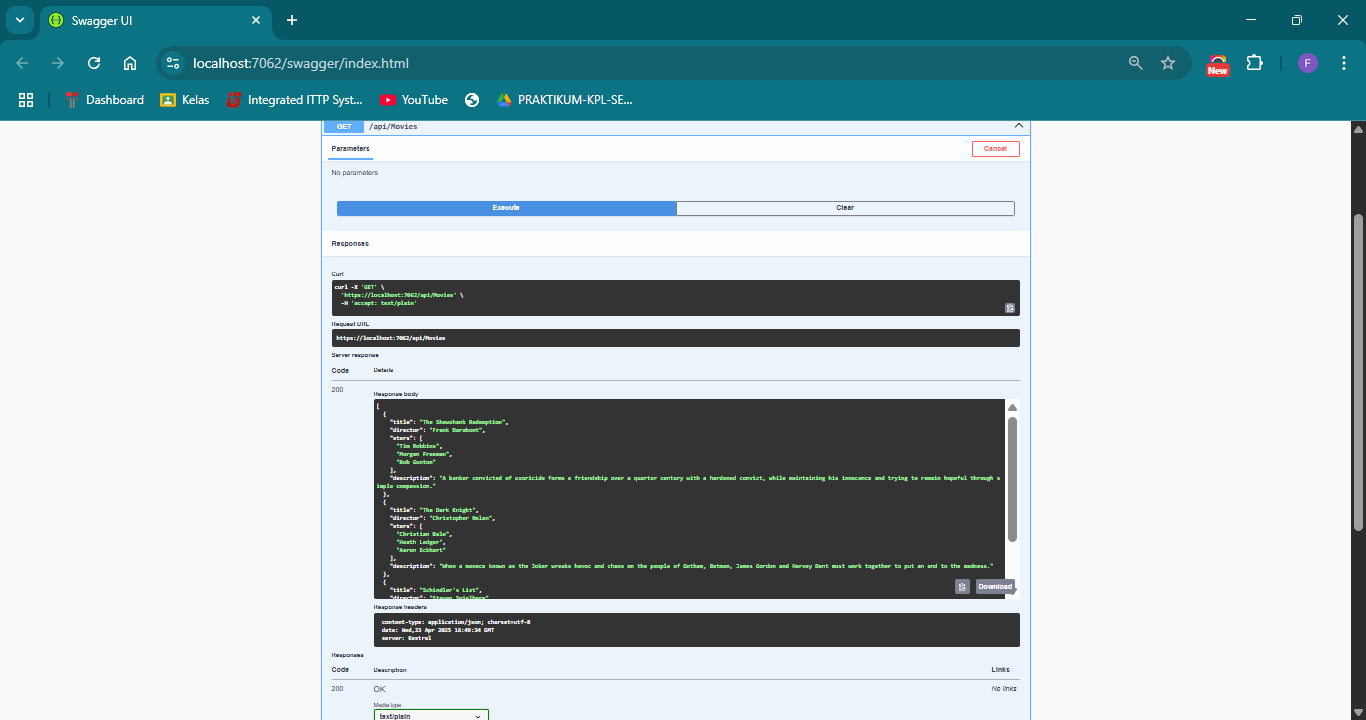 Swagger UI
localhost:7062/swagger/index.html
New
F
Dashboard
Kelas
Integrated ITTP Syst...
YouTube
PRAKTIKUM-KPL-SE...
GET /api/Movies
Parameters
Cancel
No parameters
Execute
Clear
Responses
Curl
curl -X 'GET' \
'https://localhost:7062/api/Movies' \
-H 'accept: text/plain'
Request URL
https://localhost:7062/api/Movies
Server response
Code Details
200
Response body
[
{
"title": "The Shawshank Redemption",
"director": "Frank Darabont",
"stars": [
"Tim Robbins",
"Morgan Freeman",
"Bob Gunton"
],
"description": "A banker convicted of uxoricide forms a friendship over a quarter century with a hardened convict, while maintaining his innocence and trying to remain hopeful through s
imple compassion."
},
{
"title": "The Dark Knight",
"director": "Christopher Nolan",
"stars": [
"Christian Bale",
"Heath Ledger",
"Aaron Eckhart"
],
"description": "When a menace known as the Joker wreaks havoc and chaos on the people of Gotham, Batman, James Gordon and Harvey Dent must work together to put an end to the madness."
},
{
"title": "Schindler's List",
"director": "Steven Spielberg"
Download
Response headers
content-type: application/json; charset=utf-8
date: Wed,23 Apr 2025 16:49:34 GMT
server: Kestrel
Responses
Code Description Links
200 OK No links
Media type
text/plain